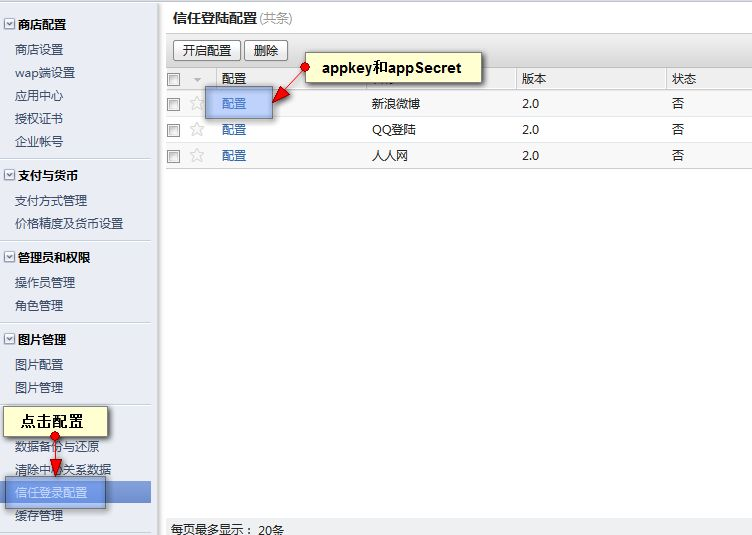 商店配置
商店设置
wap端设置
应用中心
授权证书
企业帐号
支付与货币
支付方式管理
价格精度及货币设置
管理员和权限
操作员管理
角色管理
图片管理
图片配置
图片管理
点击配置
数据备份与还原
清除中心关系数据
信任登录配置
缓存管理
信任登陆配置 (共条)
开启配置 删除
appkey和appSecret
配置 版本 状态
配置 新浪微博 2.0 否
配置 QQ登陆 2.0 否
配置 人人网 2.0 否
每页最多显示： 20条